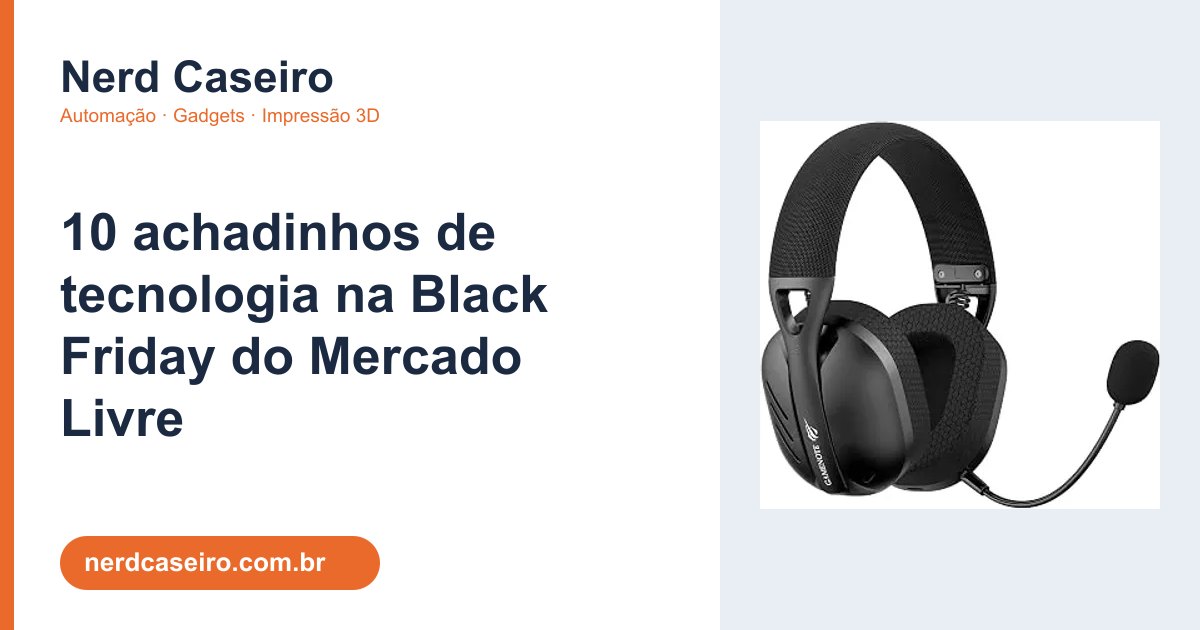 Nerd Caseiro
Automação · Gadgets · Impressão 3D
10 achadinhos de
tecnologia na Black
Friday do Mercado
Livre
nerdcaseiro.com.br
GAMENOTE